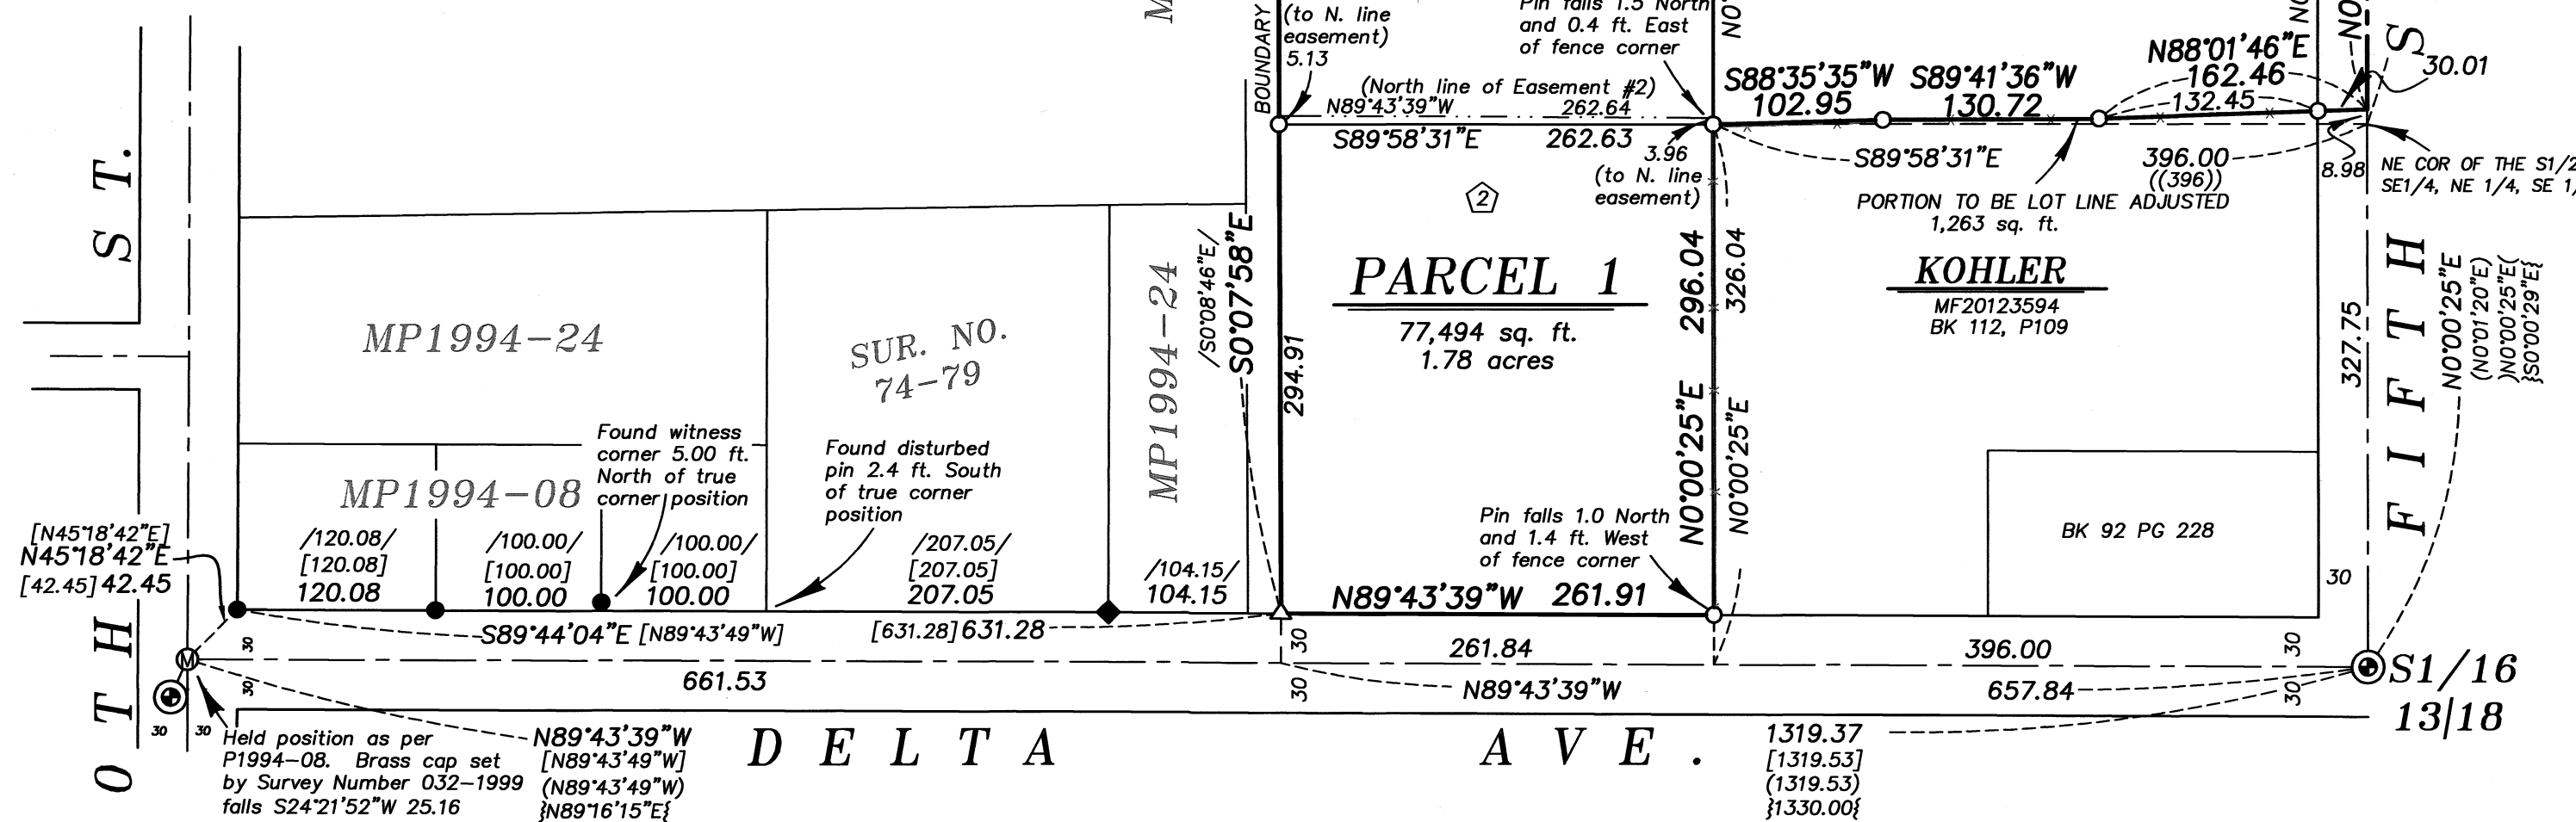 (to N. line
easement)
5.13
BOUNDARY
Pin falls 1.5 North
and 0.4 ft. East
of fence corner
(North line of Easement #2)
N89°43'39"W 262.64
S89°58'31"E 262.63
3.96
(to N. line
easement)
S88°35'35"W
102.95
S89°41'36"W
130.72
N88°01'46"E
162.46
132.45
30.01
S89°58'31"E
396.00
((396))
8.98
NE COR OF THE S1/2
SE1/4, NE 1/4, SE
PORTION TO BE LOT LINE ADJUSTED
1,263 sq. ft.
2
PARCEL 1
77,494 sq. ft.
1.78 acres
KOHLER
MF20123594
BK 112, P109
/S0°08'46"E/
S0°07'58"E
294.91
N0°00'25"E 296.04
N0°00'25"E
326.04
327.75
N0°00'25"E
(N0°01'20"E)
)N0°00'25"E(
}S0°00'29"E{
S T.
O T H
S
F I F T H
MP1994-24
SUR. NO.
74-79
MP1994-24
MP1994-08
Found witness
corner 5.00 ft.
North of true
corner position
Found disturbed
pin 2.4 ft. South
of true corner
position
Pin falls 1.0 North
and 1.4 ft. West
of fence corner
BK 92 PG 228
[N45°18'42"E]
N45°18'42"E
[42.45] 42.45
/120.08/
[120.08]
120.08
/100.00/
[100.00]
100.00
/100.00/
[100.00]
100.00
/207.05/
[207.05]
207.05
/104.15/
104.15
N89°43'39"W 261.91
30
S89°44'04"E [N89°43'49"W]
[631.28] 631.28
30
30
261.84
396.00
30
M
661.53
N89°43'39"W
657.84
30
30
30
S1/16
13|18
30
30
Held position as per
P1994-08. Brass cap set
by Survey Number 032-1999
falls S24°21'52"W 25.16
N89°43'39"W
[N89°43'49"W]
(N89°43'49"W)
}N89°16'15"E{
D E L T A A V E .
1319.37
[1319.53]
(1319.53)
}1330.00{